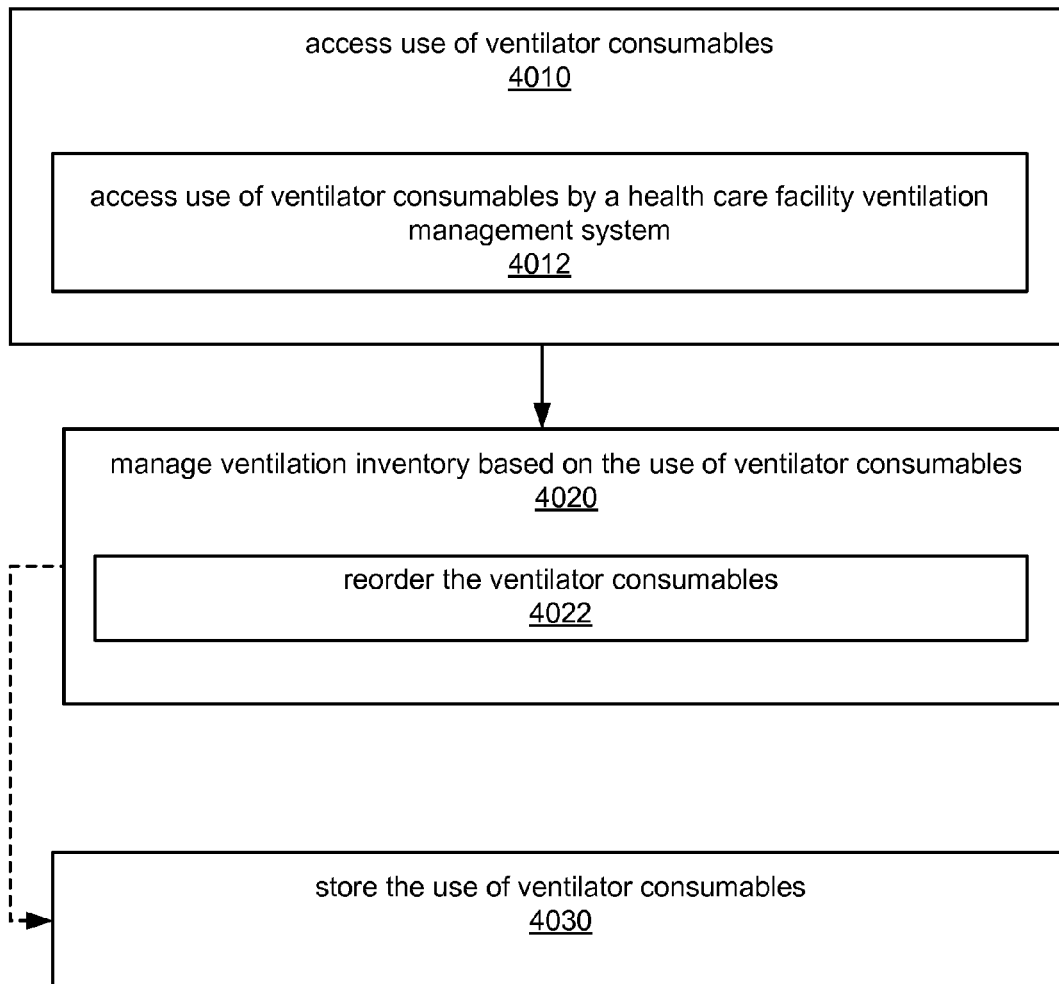 access use of ventilator consumables
4010
access use of ventilator consumables by a health care facility ventilation
management system
4012
manage ventilation inventory based on the use of ventilator consumables
4020
reorder the ventilator consumables
4022
store the use of ventilator consumables
4030